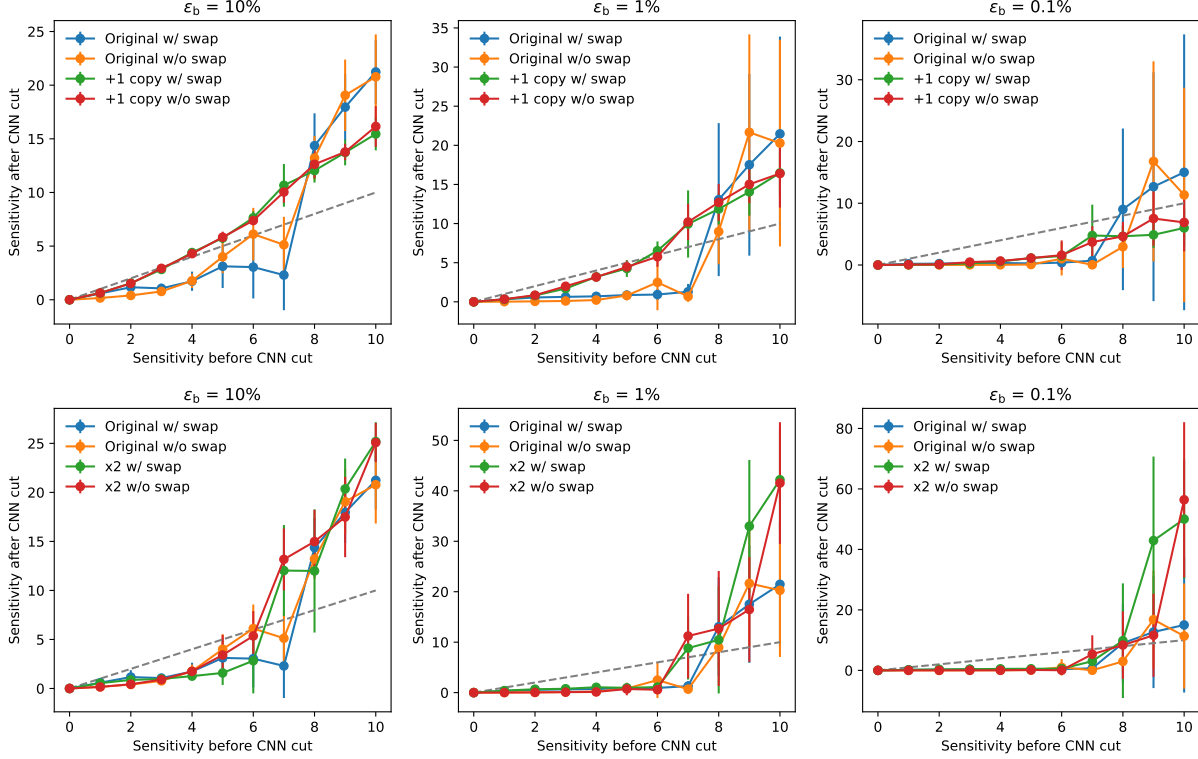 ε_b = 10%
25
20
15
10
5
0
Sensitivity after CNN cut
Original w/ swap
Original w/o swap
+1 copy w/ swap
+1 copy w/o swap
0 2 4 6 8 10
Sensitivity before CNN cut
ε_b = 1%
35
30
25
20
15
10
5
0
Sensitivity after CNN cut
Original w/ swap
Original w/o swap
+1 copy w/ swap
+1 copy w/o swap
0 2 4 6 8 10
Sensitivity before CNN cut
ε_b = 0.1%
30
20
10
0
Sensitivity after CNN cut
Original w/ swap
Original w/o swap
+1 copy w/ swap
+1 copy w/o swap
0 2 4 6 8 10
Sensitivity before CNN cut
ε_b = 10%
25
20
15
10
5
0
Sensitivity after CNN cut
Original w/ swap
Original w/o swap
x2 w/ swap
x2 w/o swap
0 2 4 6 8 10
Sensitivity before CNN cut
ε_b = 1%
50
40
30
20
10
0
Sensitivity after CNN cut
Original w/ swap
Original w/o swap
x2 w/ swap
x2 w/o swap
0 2 4 6 8 10
Sensitivity before CNN cut
ε_b = 0.1%
80
60
40
20
0
Sensitivity after CNN cut
Original w/ swap
Original w/o swap
x2 w/ swap
x2 w/o swap
0 2 4 6 8 10
Sensitivity before CNN cut